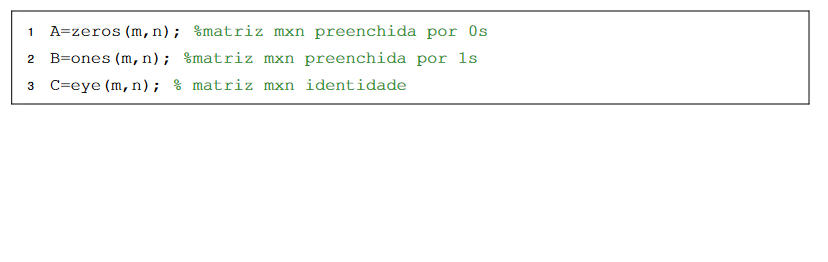 1 A=zeros(m,n); %matriz mxn preenchida por 0s
2 B=ones(m,n); %matriz mxn preenchida por 1s
3 C=eye(m,n); % matriz mxn identidade